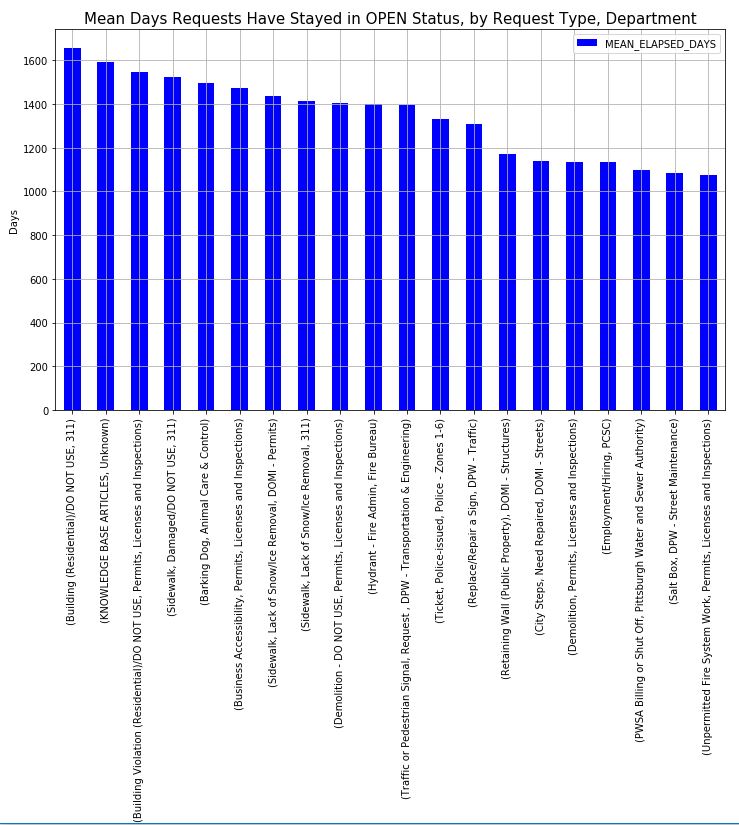 Mean Days Requests Have Stayed in OPEN Status, by Request Type, Department
MEAN_ELAPSED_DAYS
Days
1600
1400
1200
1000
800
600
400
200
0
(Building (Residential)/DO NOT USE, 311)
(KNOWLEDGE BASE ARTICLES, Unknown)
(Building Violation (Residential)/DO NOT USE, Permits, Licenses and Inspections)
(Sidewalk, Damaged/DO NOT USE, 311)
(Barking Dog, Animal Care & Control)
(Business Accessibility, Permits, Licenses and Inspections)
(Sidewalk, Lack of Snow/Ice Removal, DOMI - Permits)
(Sidewalk, Lack of Snow/Ice Removal, 311)
(Demolition - DO NOT USE, Permits, Licenses and Inspections)
(Hydrant - Fire Admin, Fire Bureau)
(Traffic or Pedestrian Signal, Request , DPW - Transportation & Engineering)
(Ticket, Police-issued, Police - Zones 1-6)
(Replace/Repair a Sign, DPW - Traffic)
(Retaining Wall (Public Property), DOMI - Structures)
(City Steps, Need Repaired, DOMI - Streets)
(Demolition, Permits, Licenses and Inspections)
(Employment/Hiring, PCSC)
(PWSA Billing or Shut Off, Pittsburgh Water and Sewer Authority)
(Salt Box, DPW - Street Maintenance)
(Unpermitted Fire System Work, Permits, Licenses and Inspections)